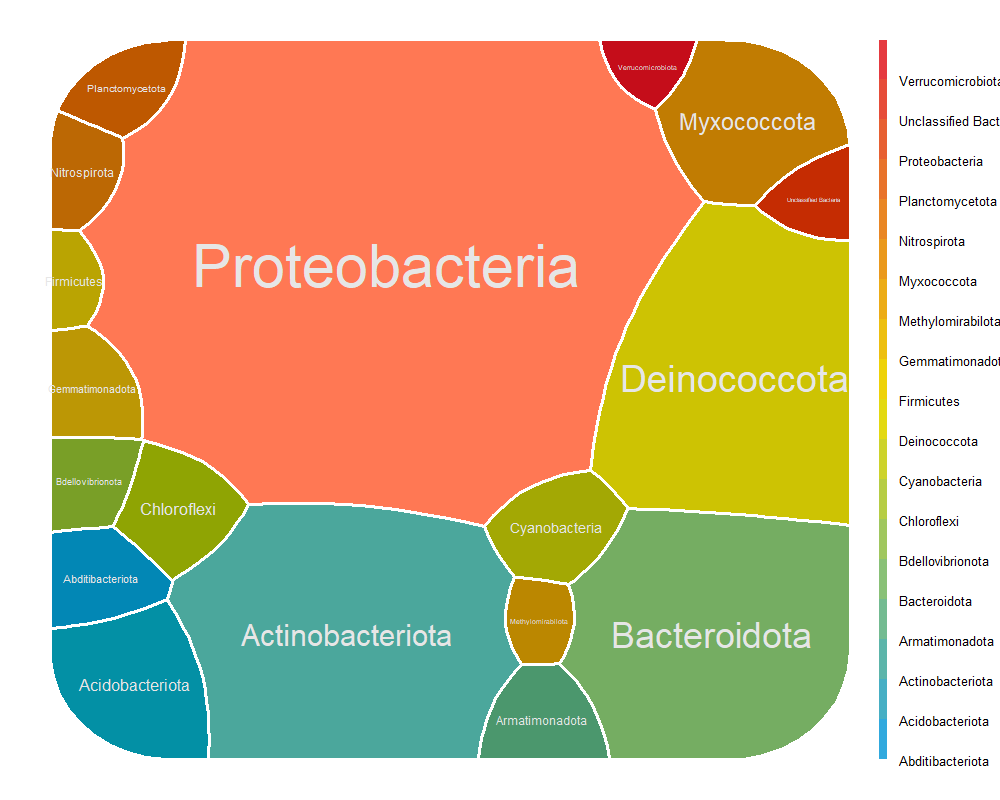 Verrucomicrobiota
Planctomycetota
Myxococcota
Nitrospirota
Unclassified Bacteria
Proteobacteria
Firmicutes
Deinococcota
Gemmatimonadota
Bdellovibrionota
Chloroflexi
Cyanobacteria
Abditibacteriota
Methylomirabilota
Actinobacteriota
Bacteroidota
Acidobacteriota
Armatimonadota
Verrucomicrobiota
Unclassified Bact
Proteobacteria
Planctomycetota
Nitrospirota
Myxococcota
Methylomirabilota
Gemmatimonadot
Firmicutes
Deinococcota
Cyanobacteria
Chloroflexi
Bdellovibrionota
Bacteroidota
Armatimonadota
Actinobacteriota
Acidobacteriota
Abditibacteriota